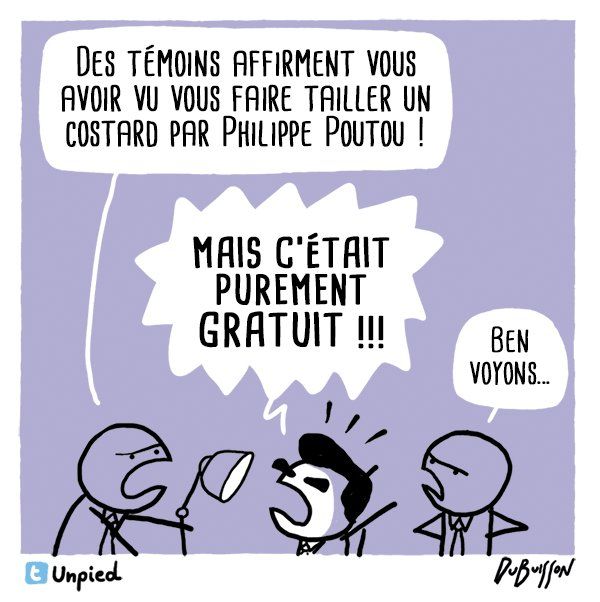 DES TÉMOINS AFFIRMENT VOUS
AVOIR VU VOUS FAIRE TAILLER UN
COSTARD PAR PHILIPPE POUTOU !
MAIS C'ÉTAIT
PUREMENT
GRATUIT !!!
BEN
VOYONS...
t Unpied
DUBUISSON